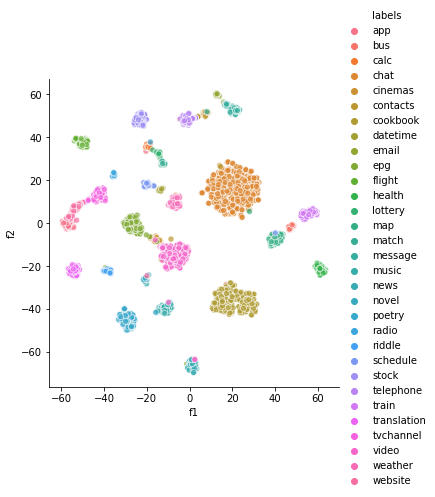 labels
app
bus
calc
chat
cinemas
contacts
cookbook
datetime
email
epg
flight
health
lottery
map
match
message
music
news
novel
poetry
radio
riddle
schedule
stock
telephone
train
translation
tvchannel
video
weather
website
60
40
20
0
−20
−40
−60
f2
−60 −40 −20 0 20 40 60
f1